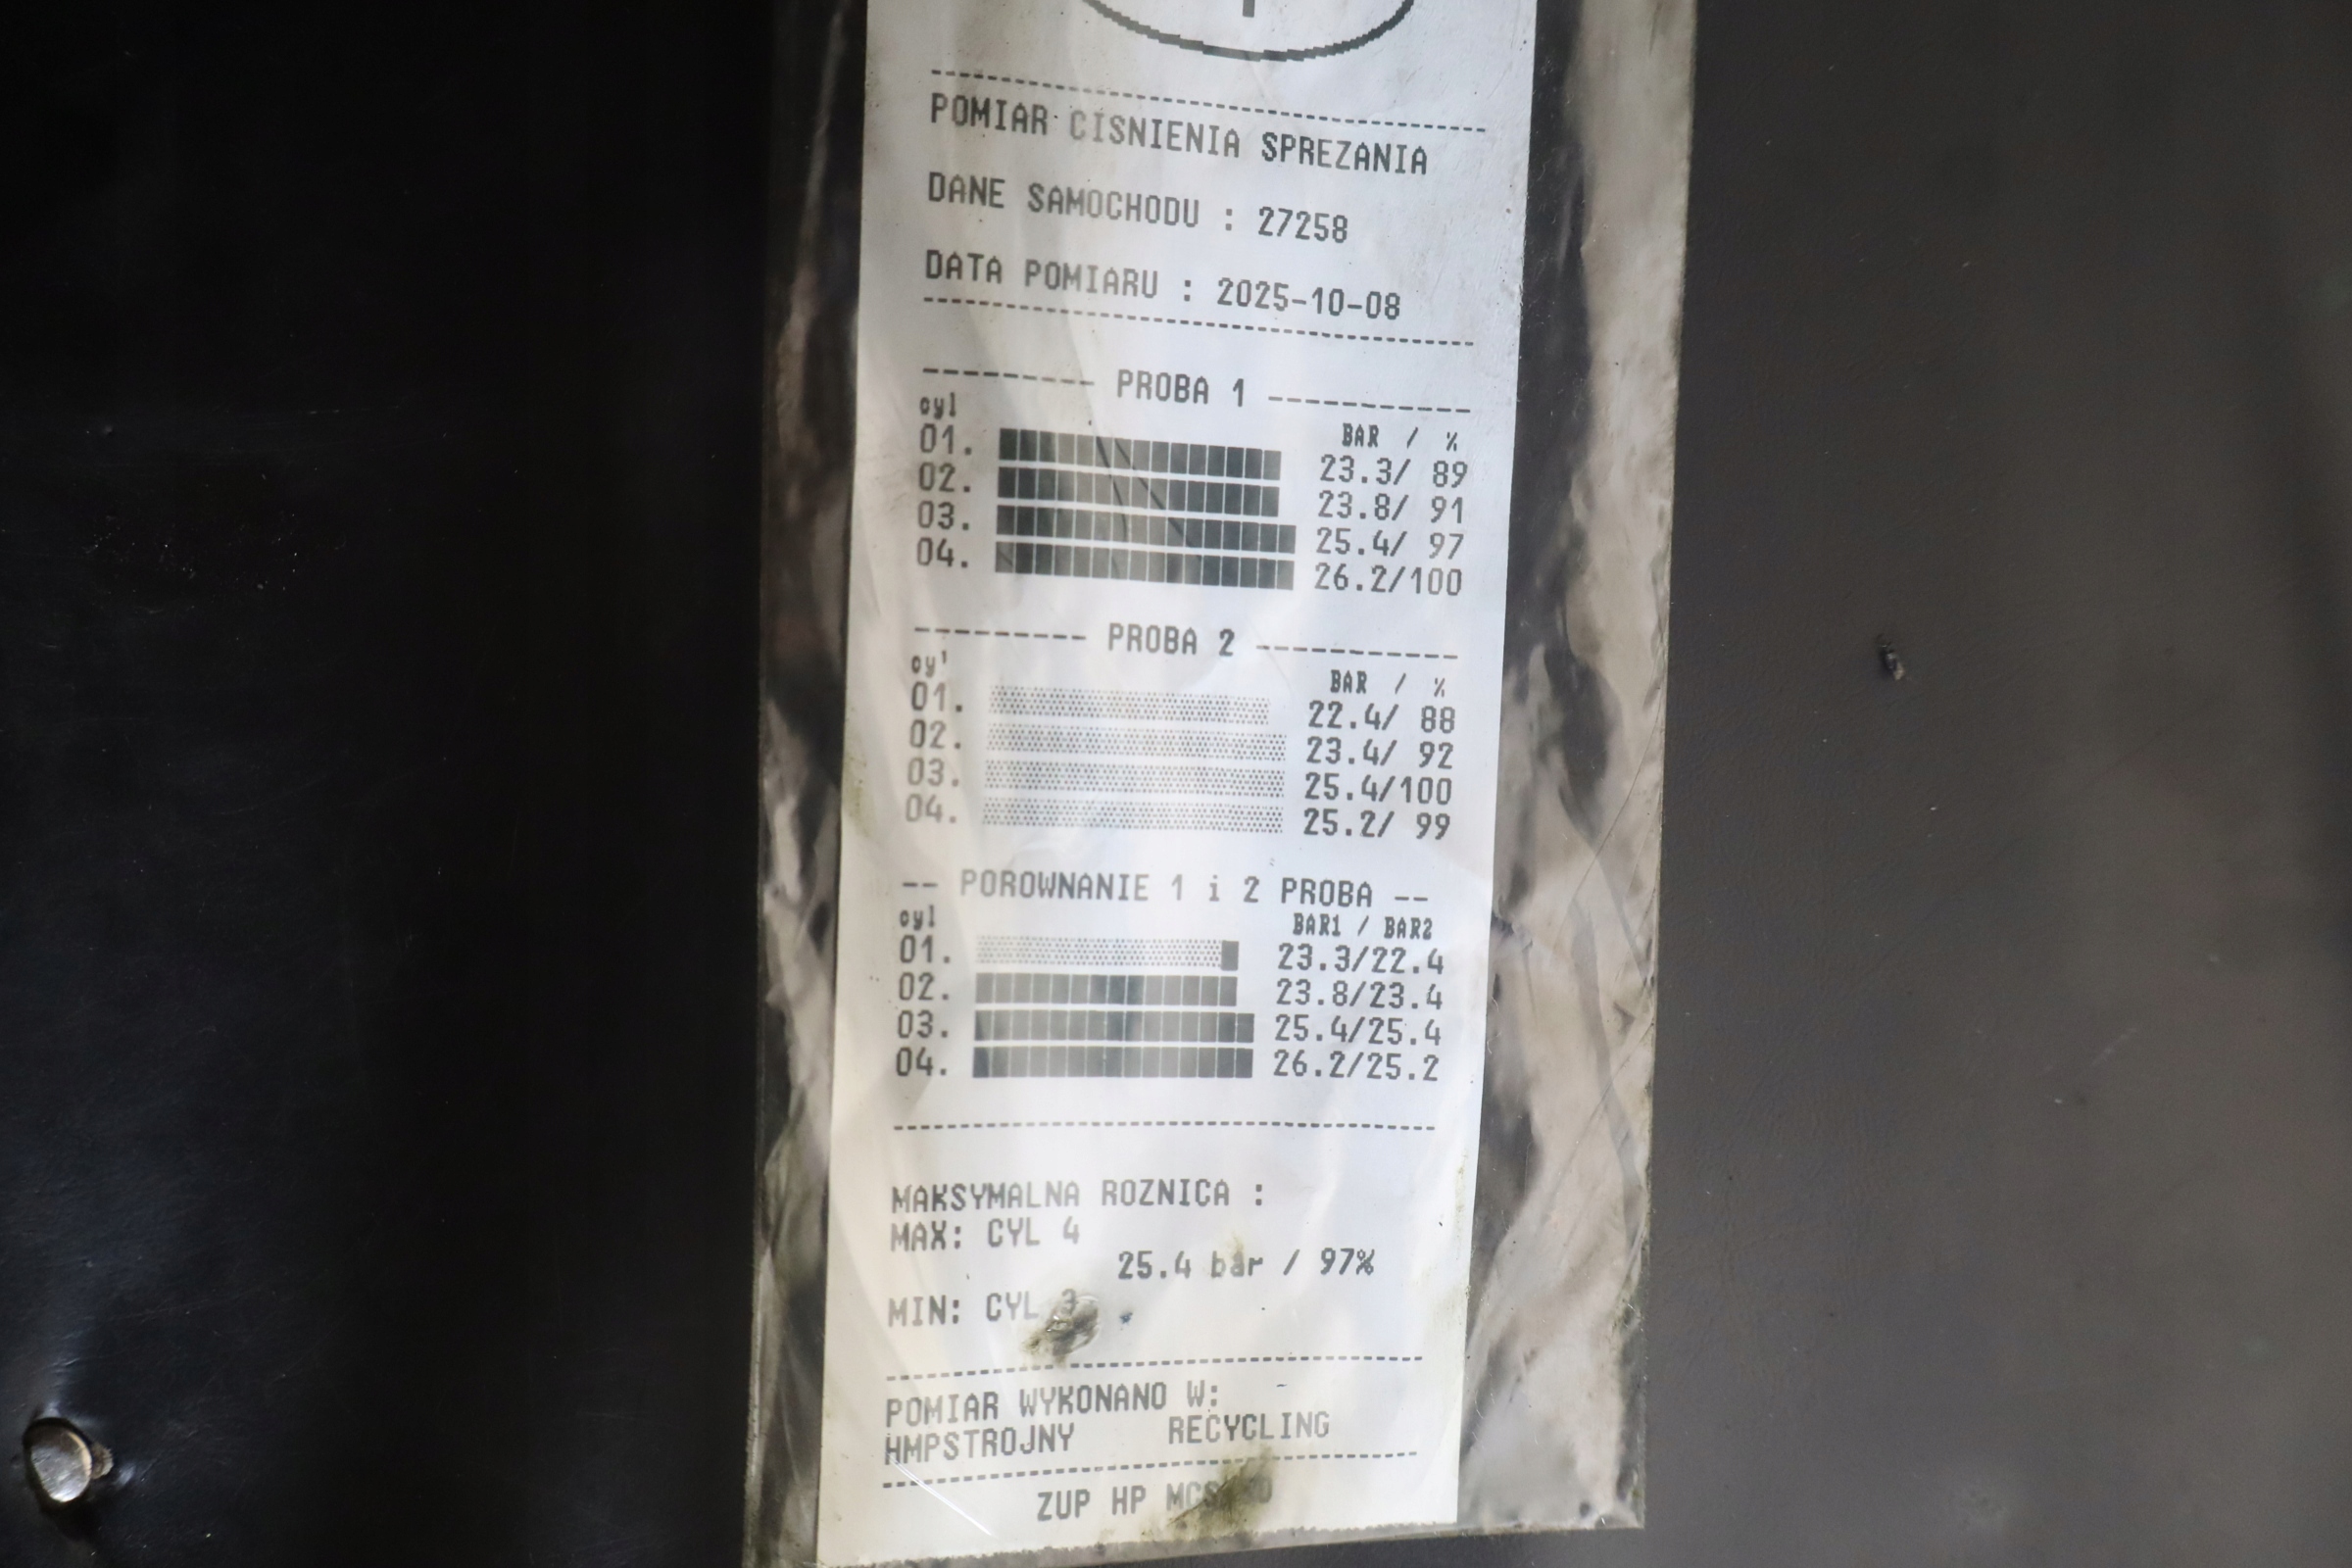 POMIAR CISNIENIA SPREZANIA
DANE SAMOCHODU : 27258
DATA POMIARU : 2025-10-08
--------- PROBA 1 -----------
cyl BAR / %
01. 23.3/ 89
02. 23.8/ 91
03. 25.4/ 97
04. 26.2/100
--------- PROBA 2 -----------
cy BAR / %
01. 22.4/ 88
02. 23.4/ 92
03. 25.4/100
04. 25.2/ 99
-- POROWNANIE 1 i 2 PROBA --
cyl BAR1 / BAR2
01. 23.3/22.4
02. 23.8/23.4
03. 25.4/25.4
04. 26.2/25.2
MAKSYMALNA ROZNICA :
MAX: CYL 4
25.4 bar / 97%
MIN: CYL 3
POMIAR WYKONANO W:
HMPSTROJNY RECYCLING
ZUP HP